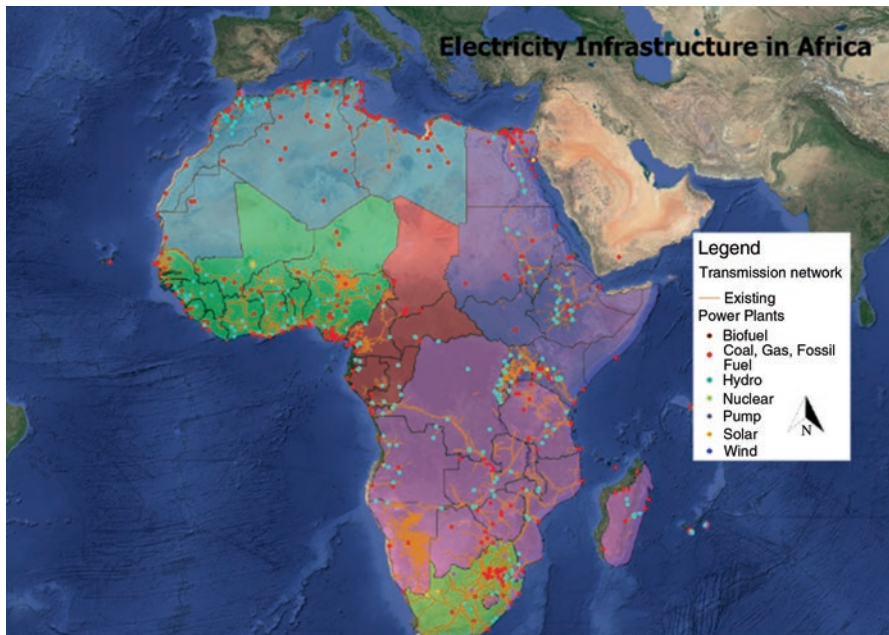 Electricity Infrastructure in Africa
Legend
Transmission network
Existing
Power Plants
Biofuel
Coal, Gas, Fossil
Fuel
Hydro
Nuclear
Pump
Solar
Wind
N